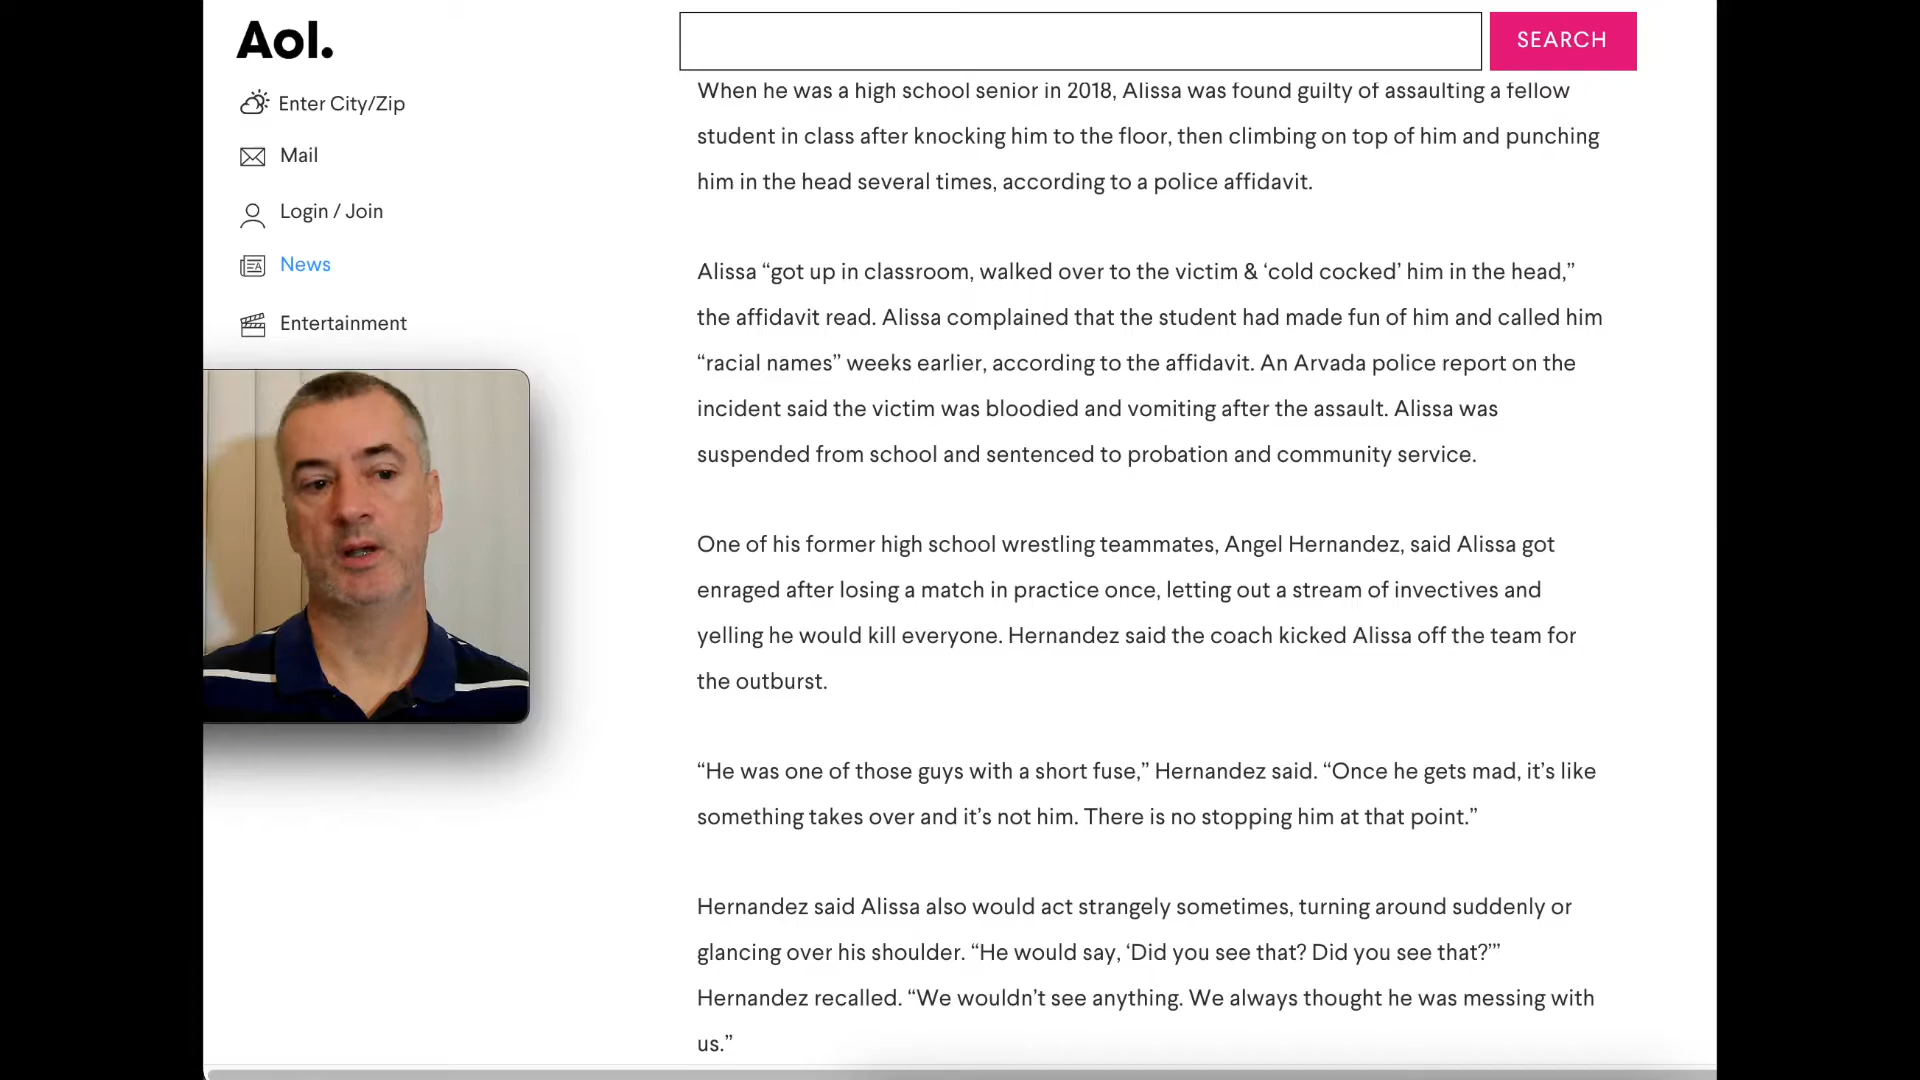 Aol.
SEARCH
Enter City/Zip
Mail
Login / Join
News
Entertainment
When he was a high school senior in 2018, Alissa was found guilty of assaulting a fellow
student in class after knocking him to the floor, then climbing on top of him and punching
him in the head several times, according to a police affidavit.
Alissa “got up in classroom, walked over to the victim & ‘cold cocked’ him in the head,”
the affidavit read. Alissa complained that the student had made fun of him and called him
“racial names” weeks earlier, according to the affidavit. An Arvada police report on the
incident said the victim was bloodied and vomiting after the assault. Alissa was
suspended from school and sentenced to probation and community service.
One of his former high school wrestling teammates, Angel Hernandez, said Alissa got
enraged after losing a match in practice once, letting out a stream of invectives and
yelling he would kill everyone. Hernandez said the coach kicked Alissa off the team for
the outburst.
“He was one of those guys with a short fuse,” Hernandez said. “Once he gets mad, it’s like
something takes over and it’s not him. There is no stopping him at that point.”
Hernandez said Alissa also would act strangely sometimes, turning around suddenly or
glancing over his shoulder. “He would say, ‘Did you see that? Did you see that?’”
Hernandez recalled. “We wouldn’t see anything. We always thought he was messing with
us.”